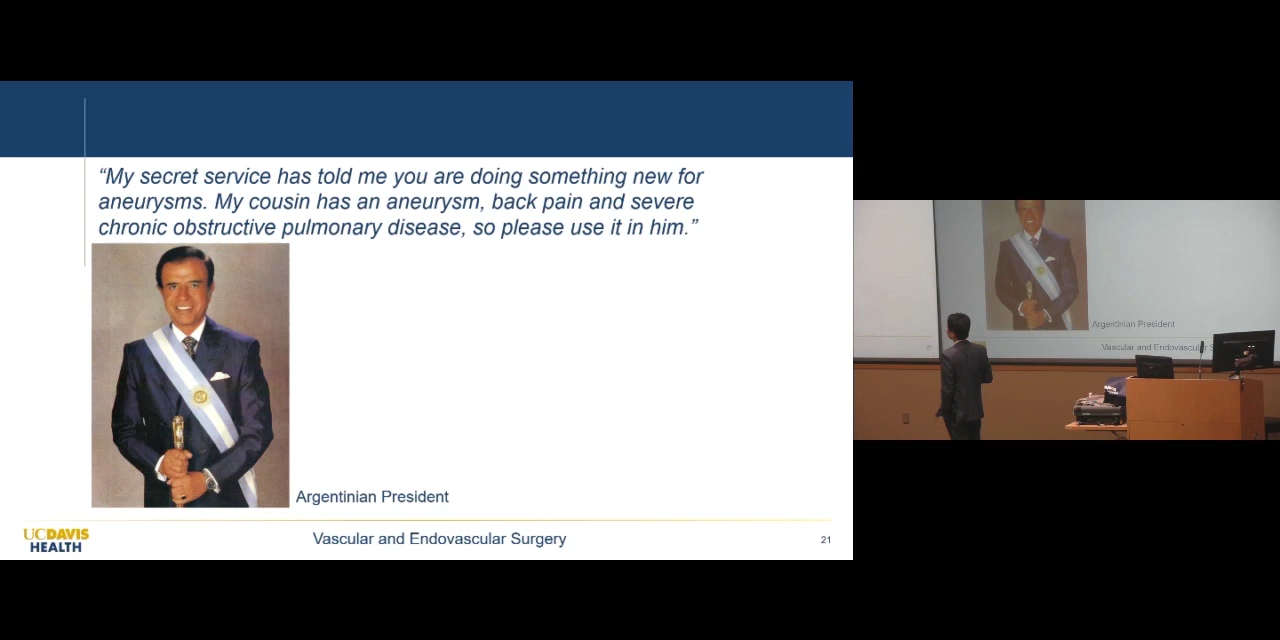 “My secret service has told me you are doing something new for
aneurysms. My cousin has an aneurysm, back pain and severe
chronic obstructive pulmonary disease, so please use it in him.”
Argentinian President
UCDAVIS
HEALTH
Vascular and Endovascular Surgery
21
Argentinian President
21
Vascular and Endovascular S